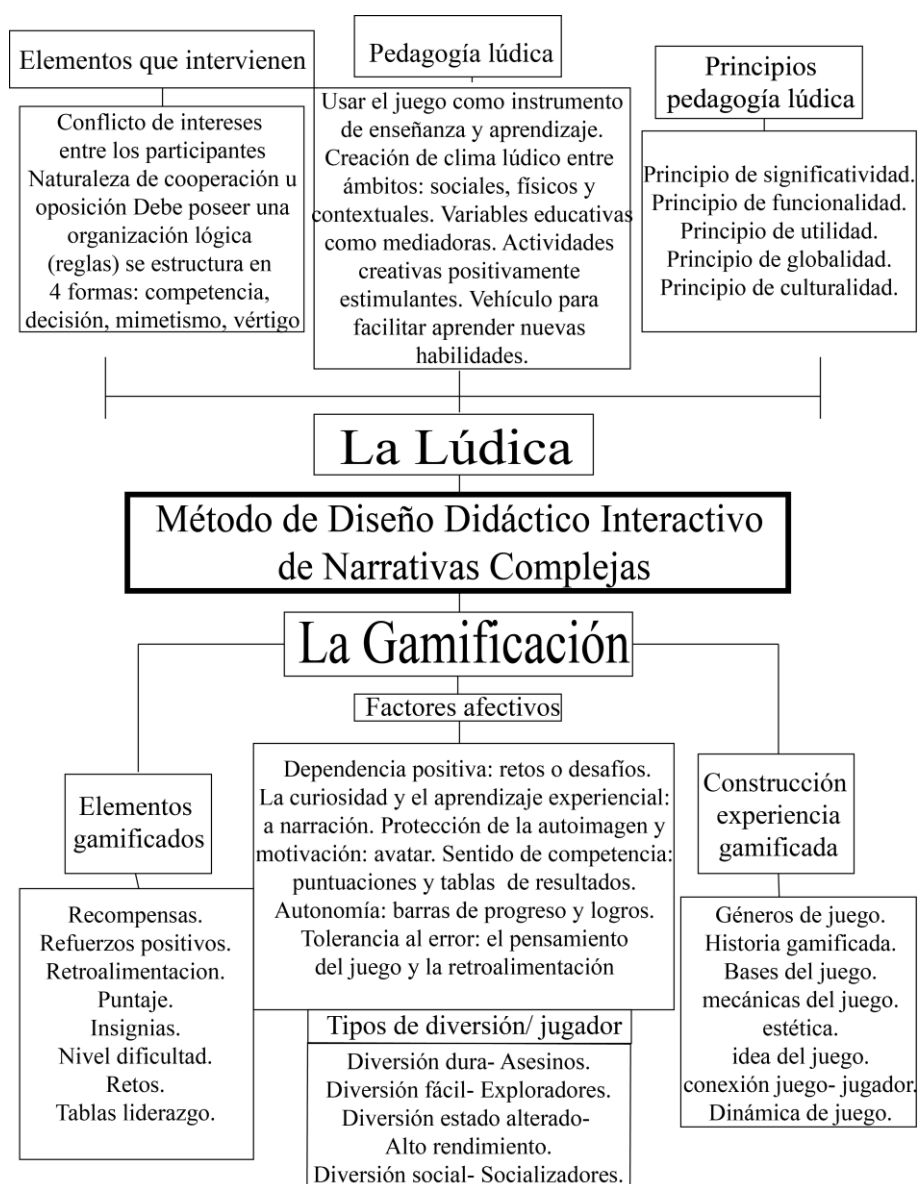 Elementos que intervienen
Conflicto de intereses
entre los participantes
Naturaleza de cooperación u
oposición Debe poseer una
organización lógica
(reglas) se estructura en
4 formas: competencia,
decisión, mimetismo, vértigo
Pedagogía lúdica
Usar el juego como instrumento
de enseñanza y aprendizaje.
Creación de clima lúdico entre
ámbitos: sociales, físicos y
contextuales. Variables educativas
como mediadoras. Actividades
creativas positivamente
estimulantes. Vehículo para
facilitar aprender nuevas
habilidades.
Principios
pedagogía lúdica
Principio de significatividad.
Principio de funcionalidad.
Principio de utilidad.
Principio de globalidad.
Principio de culturalidad.
La Lúdica
Método de Diseño Didáctico Interactivo
de Narrativas Complejas
La Gamificación
Elementos
gamificados
Recompensas.
Refuerzos positivos.
Retroalimentacion.
Puntaje.
Insignias.
Nivel dificultad.
Retos.
Tablas liderazgo.
Factores afectivos
Dependencia positiva: retos o desafíos.
La curiosidad y el aprendizaje experiencial:
a narración. Protección de la autoimagen y
motivación: avatar. Sentido de competencia:
puntuaciones y tablas de resultados.
Autonomía: barras de progreso y logros.
Tolerancia al error: el pensamiento
del juego y la retroalimentación
Tipos de diversión/ jugador
Diversión dura- Asesinos.
Diversión fácil- Exploradores.
Diversión estado alterado-
Alto rendimiento.
Diversión social- Socializadores.
Construcción
experiencia
gamificada
Géneros de juego.
Historia gamificada.
Bases del juego.
mecánicas del juego.
estética.
idea del juego.
conexión juego- jugador.
Dinámica de juego.